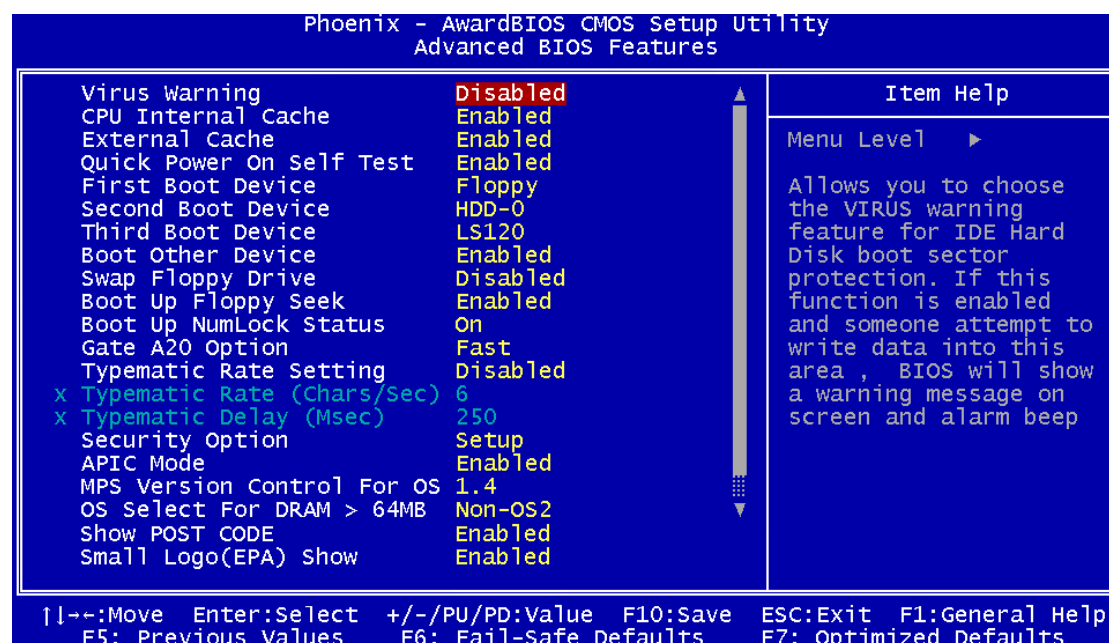 Phoenix - AwardBIOS CMOS Setup Utility
Advanced BIOS Features
Virus Warning Disabled
CPU Internal Cache Enabled
External Cache Enabled
Quick Power On Self Test Enabled
First Boot Device Floppy
Second Boot Device HDD-0
Third Boot Device LS120
Boot Other Device Enabled
Swap Floppy Drive Disabled
Boot Up Floppy Seek Enabled
Boot Up NumLock Status On
Gate A20 Option Fast
Typematic Rate Setting Disabled
x Typematic Rate (Chars/Sec) 6
x Typematic Delay (Msec) 250
Security Option Setup
APIC Mode Enabled
MPS Version Control For OS 1.4
OS Select For DRAM > 64MB Non-OS2
Show POST CODE Enabled
Small Logo(EPA) Show Enabled
Item Help
Menu Level ▶
Allows you to choose
the VIRUS warning
feature for IDE Hard
Disk boot sector
protection. If this
function is enabled
and someone attempt to
write data into this
area , BIOS will show
a warning message on
screen and alarm beep
↑↓→←:Move Enter:Select +/-/PU/PD:Value F10:Save ESC:Exit F1:General Help
F5: Previous Values F6: Fail-Safe Defaults F7: Optimized Defaults